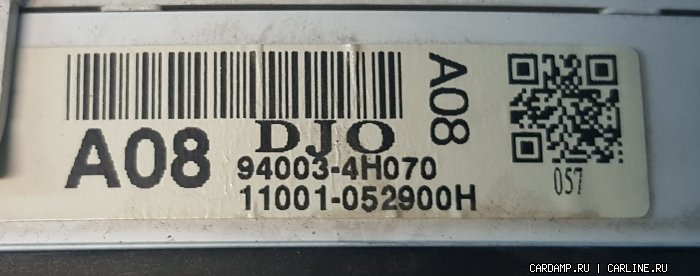 A08 DJO A08
94003-4H070
11001-052900H
057
CARDAMP.RU | CARLINE.RU